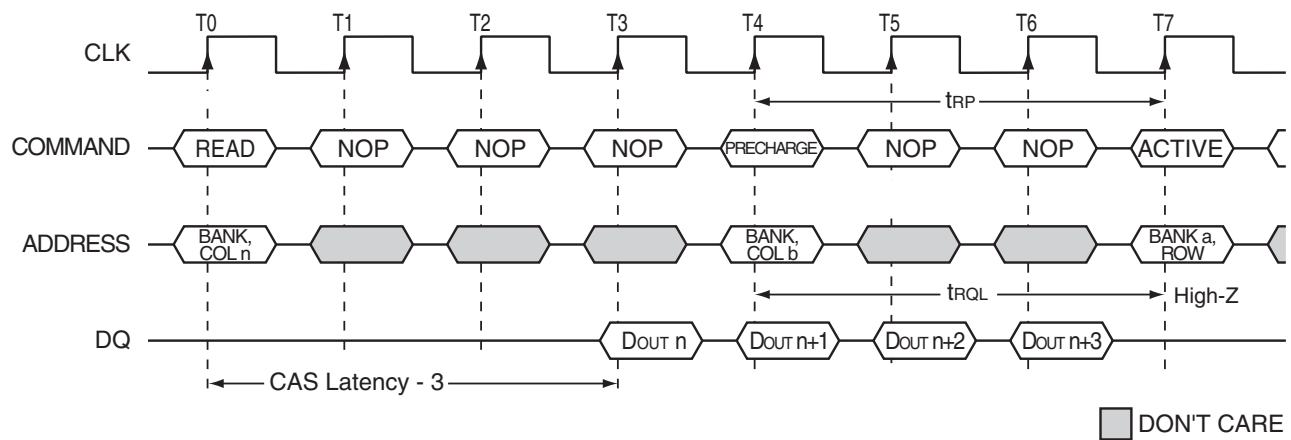 T0 T1 T2 T3 T4 T5 T6 T7
CLK
tRP
COMMAND READ NOP NOP NOP PRECHARGE NOP NOP ACTIVE
ADDRESS BANK, COL n BANK, COL b BANK a, ROW
tRQL High-Z
DQ DOUT n DOUT n+1 DOUT n+2 DOUT n+3
CAS Latency - 3
DON'T CARE